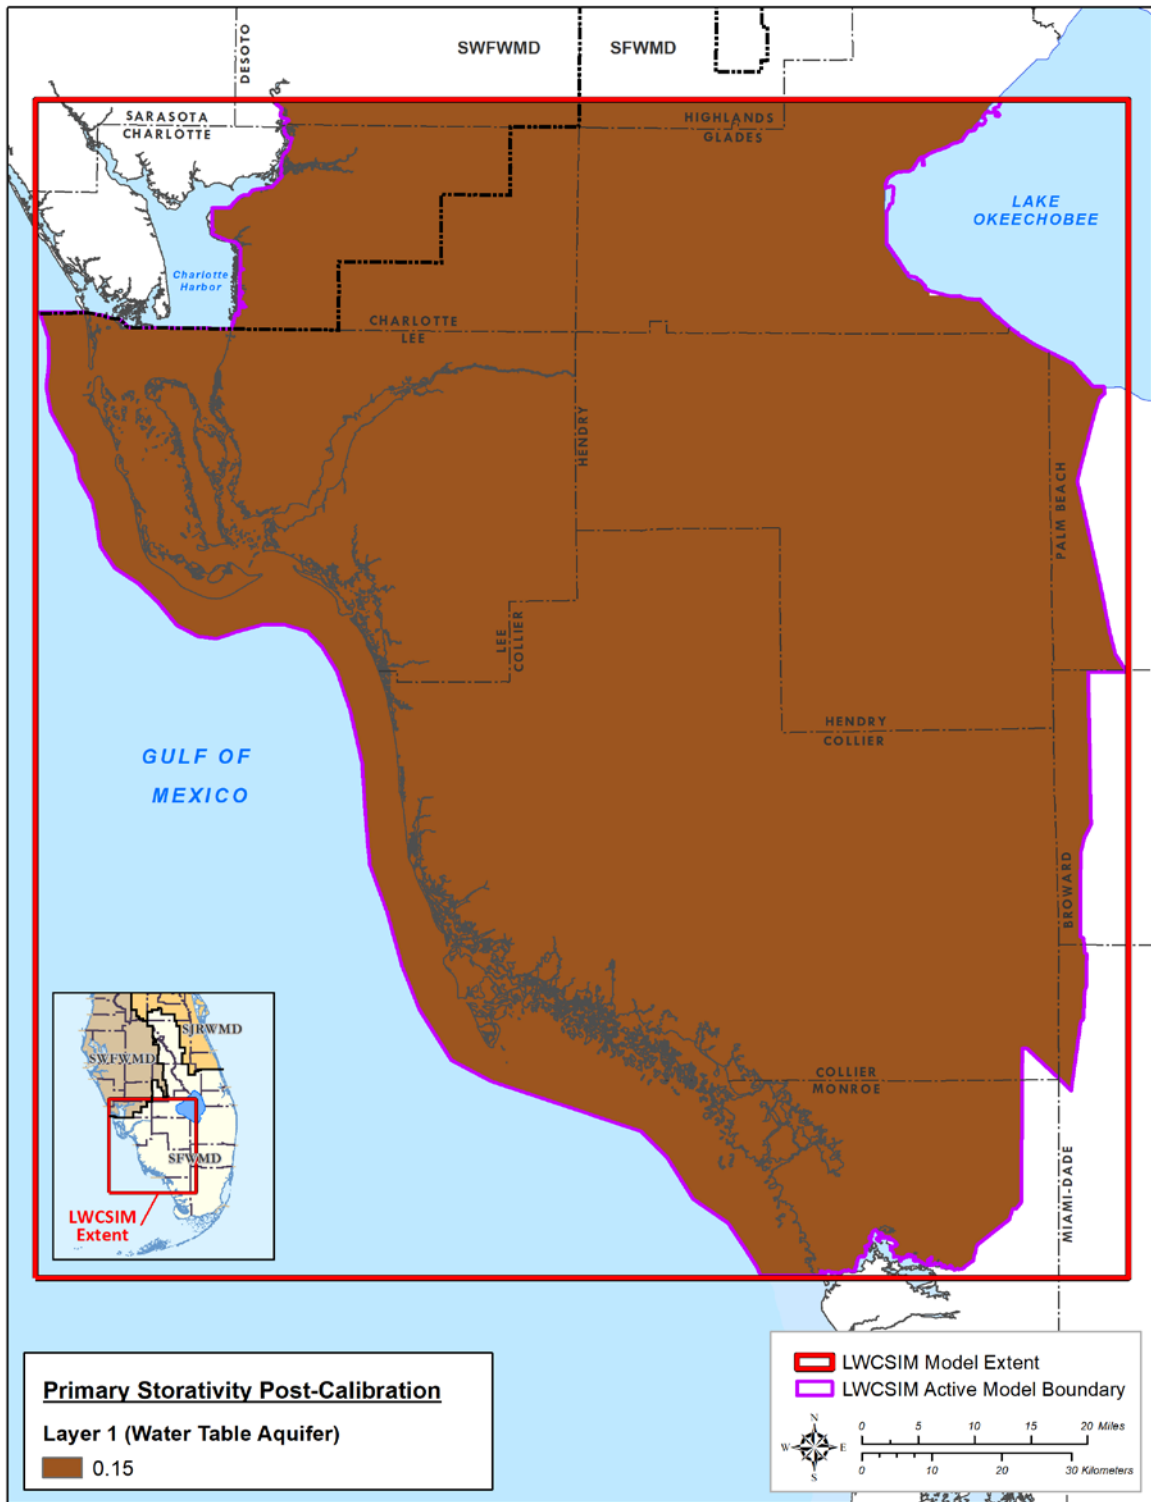 DESOTO
SWFWMD
SFWMD
SARASOTA
CHARLOTTE
HIGHLANDS
GLADES
LAKE
OKEECHOBEE
Charlotte
Harbor
CHARLOTTE
LEE
HENDRY
PALM BEACH
LEE
COLLIER
HENDRY
COLLIER
GULF OF
MEXICO
BROWARD
SJRWMD
SWFWMD
SFWMD
LWCSIM
Extent
COLLIER
MONROE
MIAMI-DADE
Primary Storativity Post-Calibration
Layer 1 (Water Table Aquifer)
0.15
LWCSIM Model Extent
LWCSIM Active Model Boundary
N
W E
S
0 5 10 15 20 Miles
0 10 20 30 Kilometers